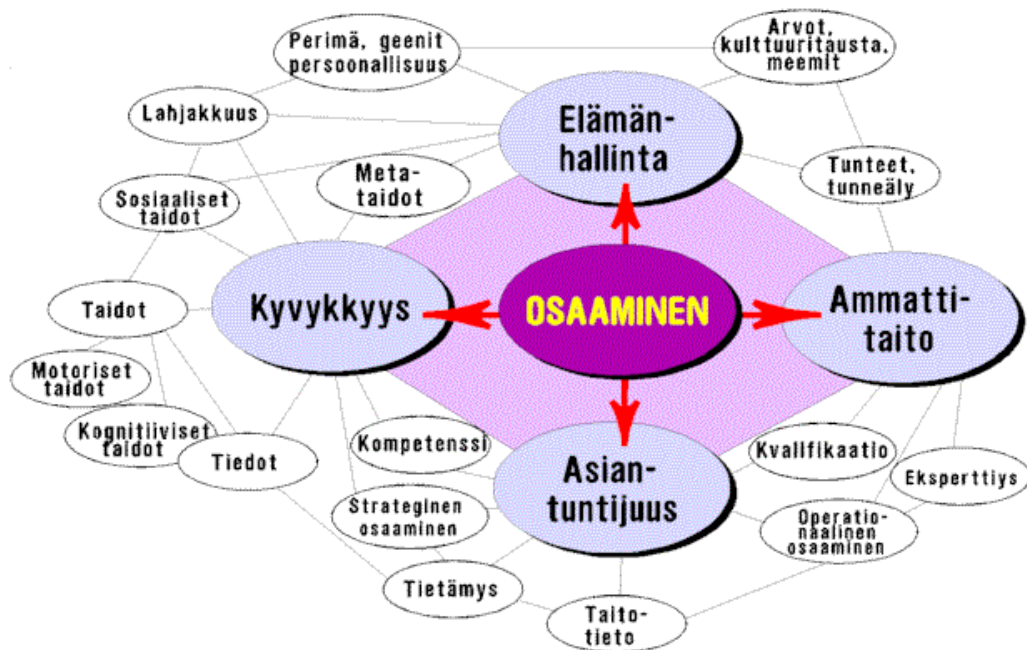 Perimä, geenit
persoonallisuus
Arvot,
kulttuuritausta,
meemit
Lahjakkuus
Elämän-
hallinta
Meta-
taidot
Tunteet,
tunneäly
Sosiaaliset
taidot
Taidot
Kyvykkyys
OSAAMINEN
Ammatti-
taito
Motoriset
taidot
Kognitiiviset
taidot
Tiedot
Kompetenssi
Asian-
tuntijuus
Kvalifikaatio
Eksperttiys
Strateginen
osaaminen
Operatio-
naalinen
osaaminen
Tietämys
Taito-
tieto